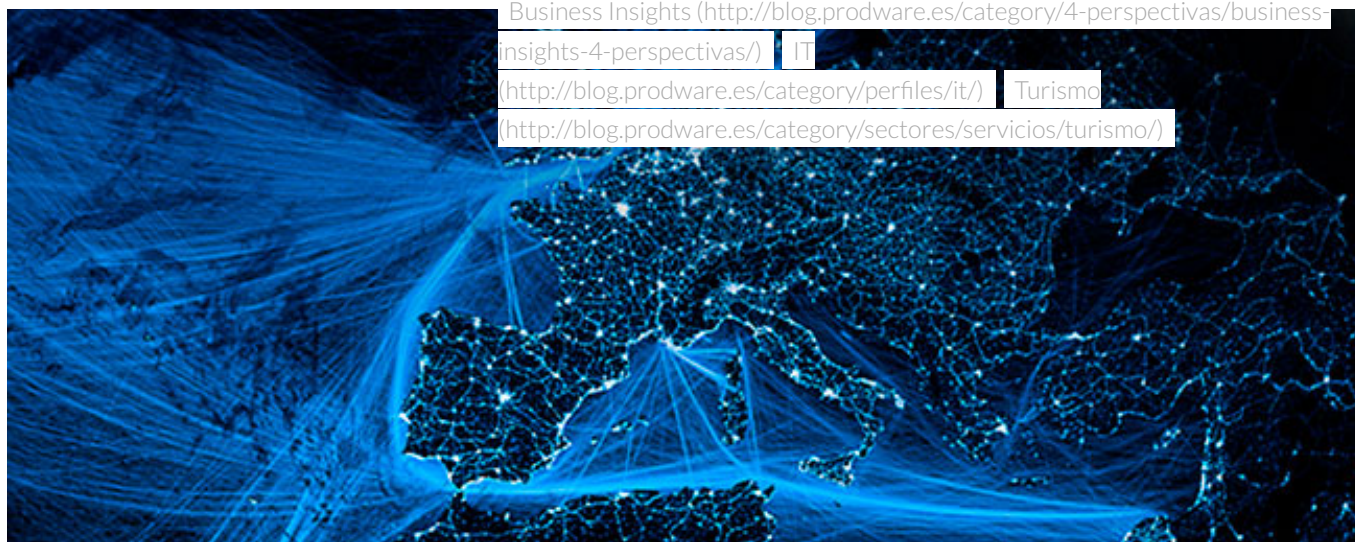 Business Insights (http://blog.prodware.es/category/4-perspectivas/business-
insights-4-perspectivas/) IT
(http://blog.prodware.es/category/perfiles/it/) Turismo
(http://blog.prodware.es/category/sectores/servicios/turismo/)